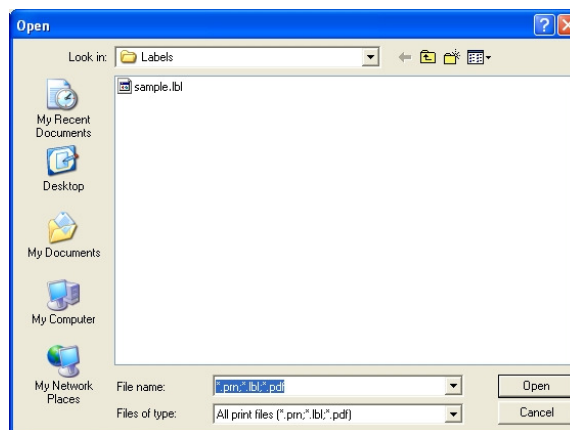 Open
Look in:
Labels
sample.lbl
My Recent
Documents
Desktop
My Documents
My Computer
My Network
Places
File name:
*.prn;*.lbl;*.pdf
Open
Files of type:
All print files (*.prn;*.lbl;*.pdf)
Cancel